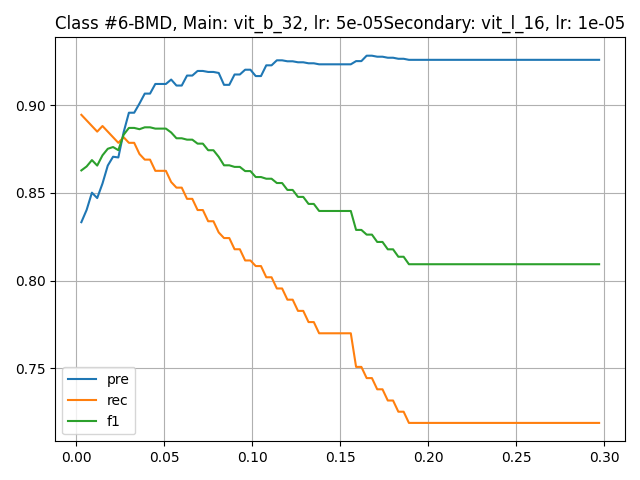 Class #6-BMD, Main: vit_b_32, lr: 5e-05Secondary: vit_l_16, lr: 1e-05
0.90
0.85
0.80
0.75
pre
rec
f1
0.00 0.05 0.10 0.15 0.20 0.25 0.30